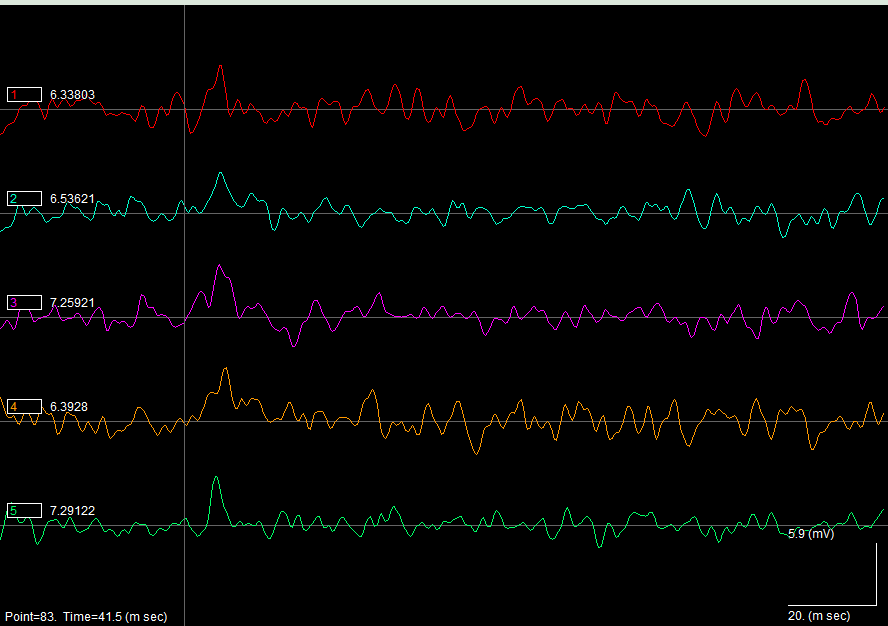 1 6.33803
2 6.53621
3 7.25921
4 6.3928
5 7.29122
5.9 (mV)
20. (m sec)
Point=83. Time=41.5 (m sec)